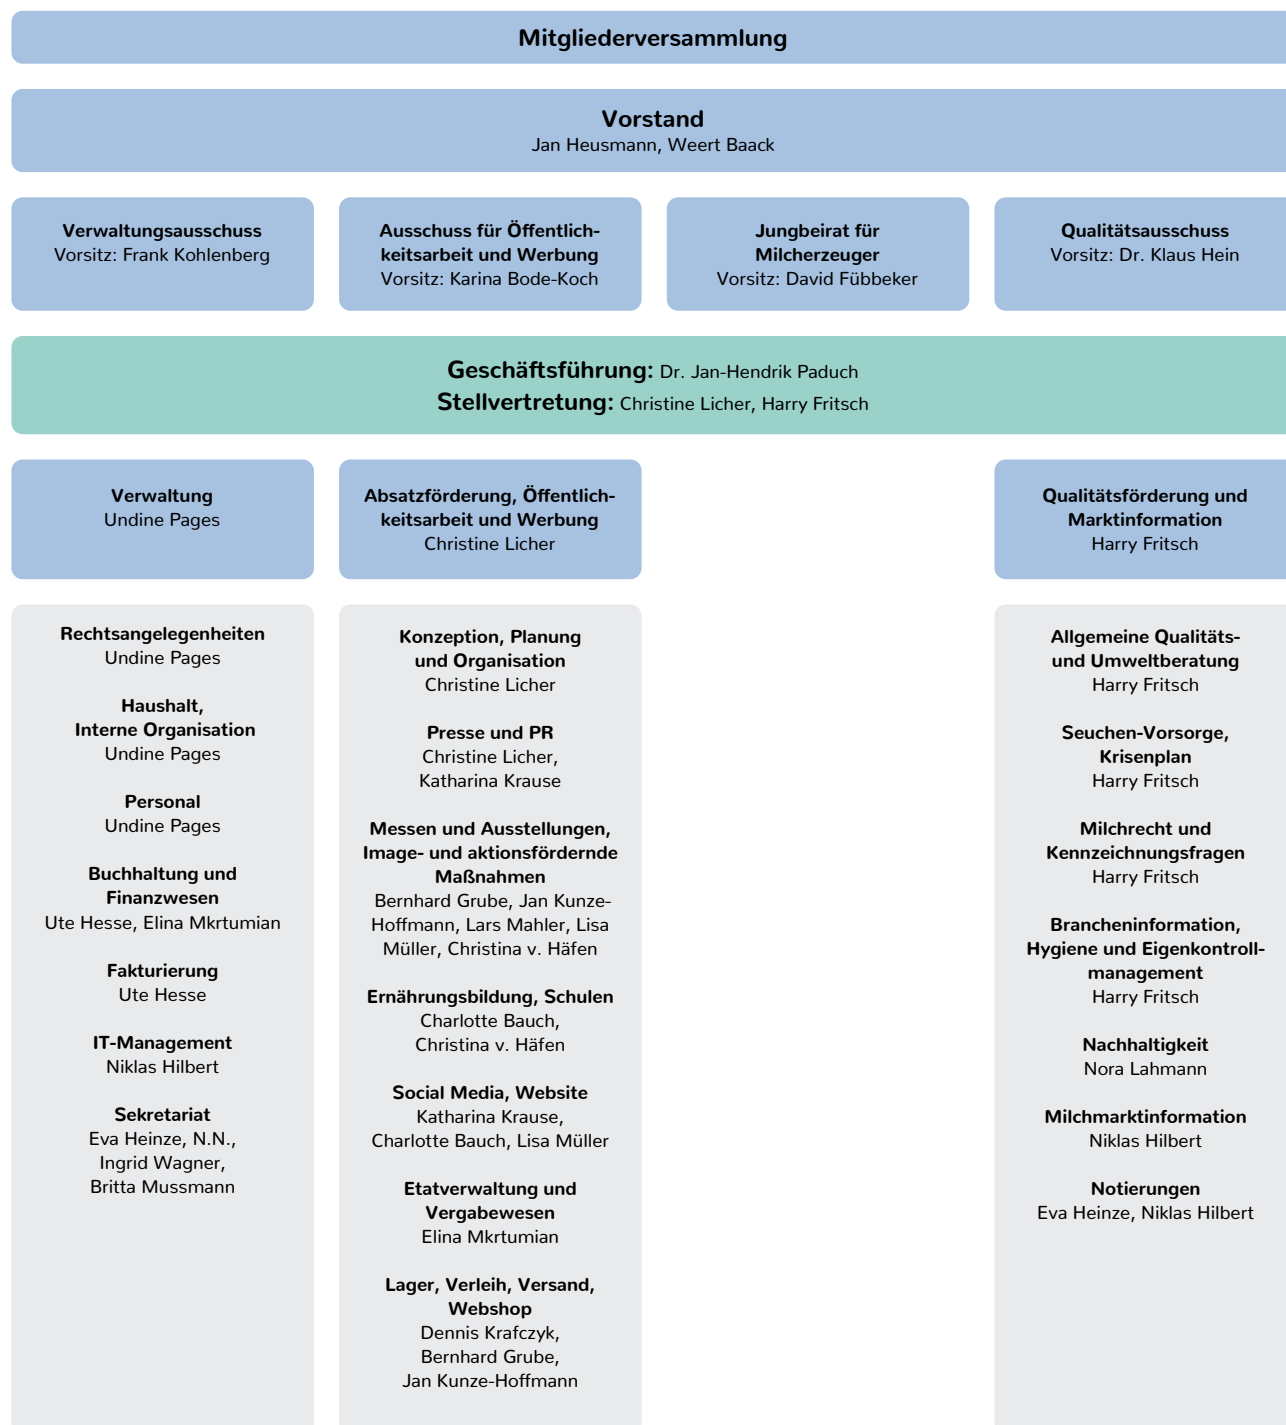 Mitgliederversammlung
Vorstand
Jan Heusmann, Weert Baack
Verwaltungsausschuss
Vorsitz: Frank Kohlenberg
Ausschuss für Öffentlich-
keitsarbeit und Werbung
Vorsitz: Karina Bode-Koch
Jungbeirat für
Milcherzeuger
Vorsitz: David Fübbeker
Qualitätsausschuss
Vorsitz: Dr. Klaus Hein
Geschäftsführung: Dr. Jan-Hendrik Paduch
Stellvertretung: Christine Licher, Harry Fritsch
Verwaltung
Undine Pages
Absatzförderung, Öffentlich-
keitsarbeit und Werbung
Christine Licher
Qualitätsförderung und
Marktinformation
Harry Fritsch
Rechtsangelegenheiten
Undine Pages
Haushalt,
Interne Organisation
Undine Pages
Personal
Undine Pages
Buchhaltung und
Finanzwesen
Ute Hesse, Elina Mkrtumian
Fakturierung
Ute Hesse
IT-Management
Niklas Hilbert
Sekretariat
Eva Heinze, N.N.,
Ingrid Wagner,
Britta Mussmann
Konzeption, Planung
und Organisation
Christine Licher
Presse und PR
Christine Licher,
Katharina Krause
Messen und Ausstellungen,
Image- und aktionsfördernde
Maßnahmen
Bernhard Grube, Jan Kunze-
Hoffmann, Lars Mahler, Lisa
Müller, Christina v. Häfen
Ernährungsbildung, Schulen
Charlotte Bauch,
Christina v. Häfen
Social Media, Website
Katharina Krause,
Charlotte Bauch, Lisa Müller
Etatverwaltung und
Vergabewesen
Elina Mkrtumian
Lager, Verleih, Versand,
Webshop
Dennis Krafczyk,
Bernhard Grube,
Jan Kunze-Hoffmann
Allgemeine Qualitäts-
und Umweltberatung
Harry Fritsch
Seuchen-Vorsorge,
Krisenplan
Harry Fritsch
Milchrecht und
Kennzeichnungsfragen
Harry Fritsch
Brancheninformation,
Hygiene und Eigenkontroll-
management
Harry Fritsch
Nachhaltigkeit
Nora Lahmann
Milchmarktinformation
Niklas Hilbert
Notierungen
Eva Heinze, Niklas Hilbert